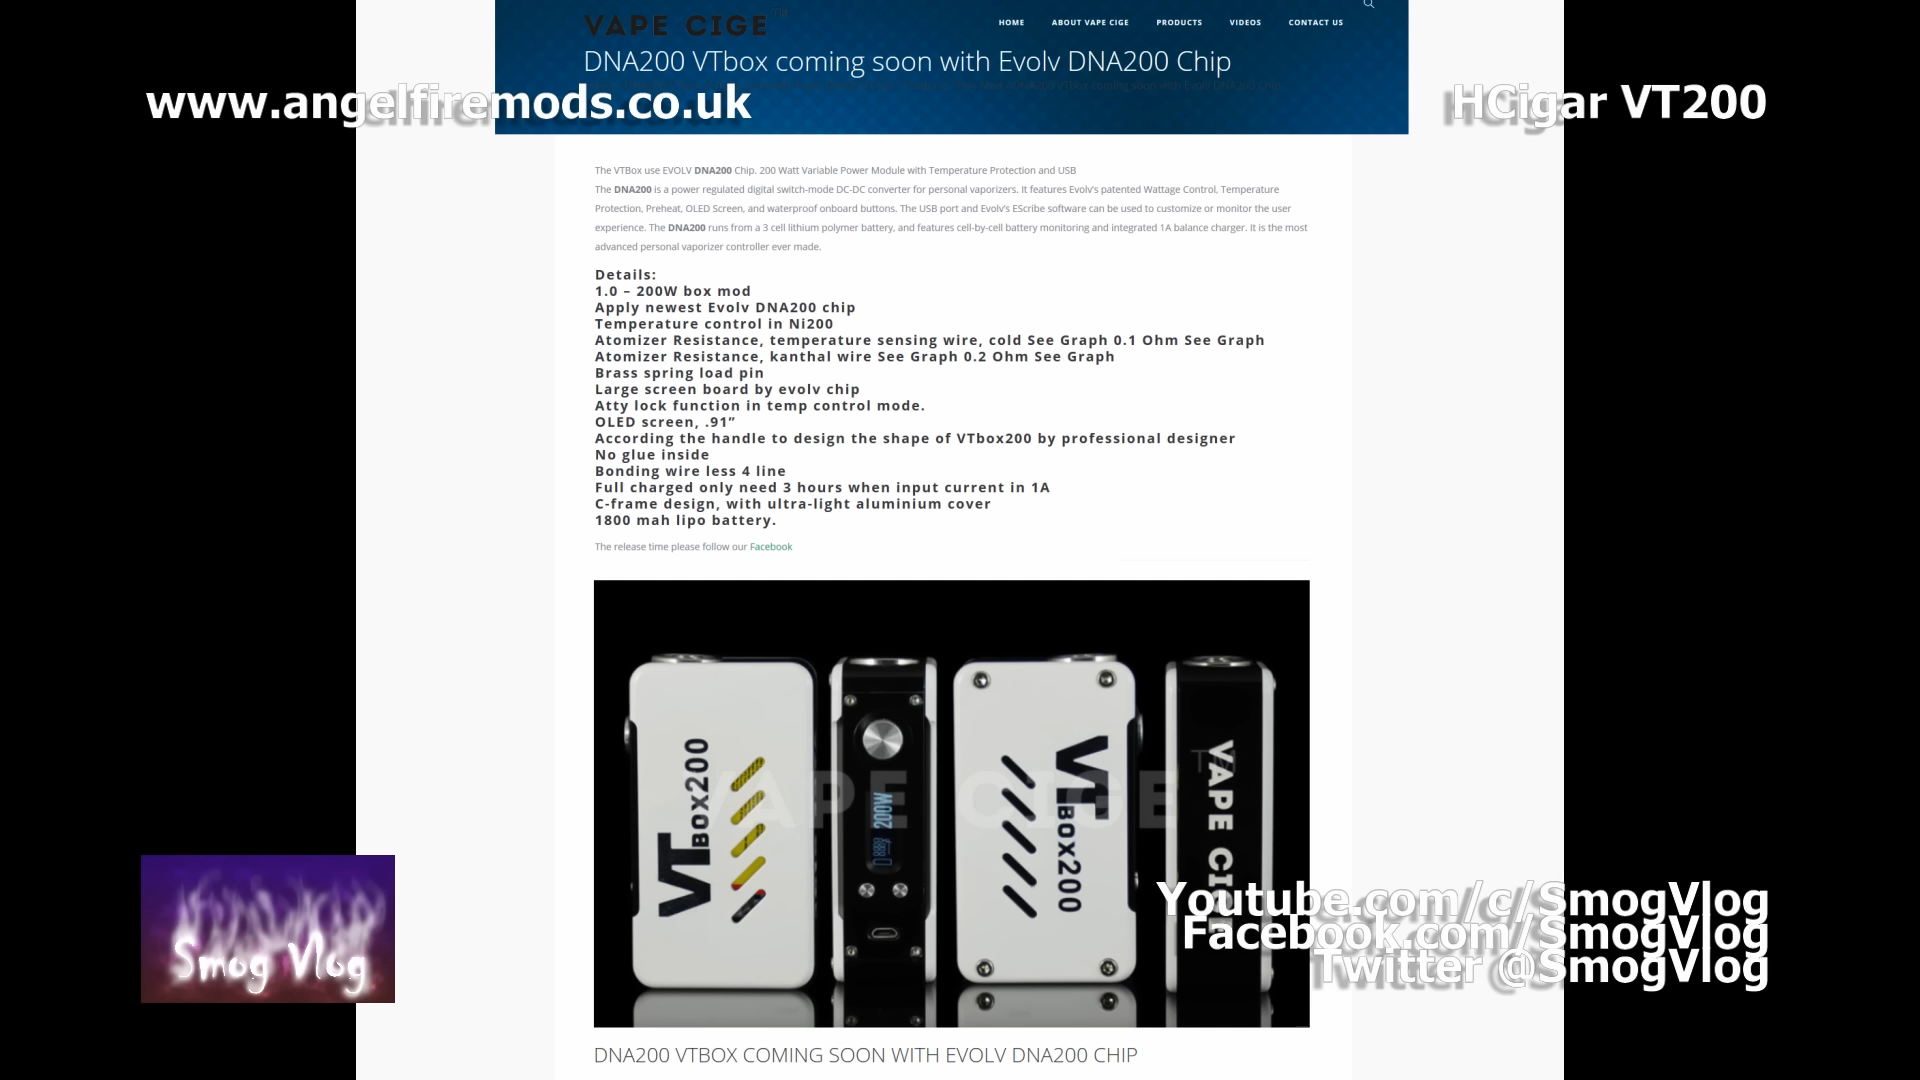 VAPE CIGE TM
HOME ABOUT VAPE CIGE PRODUCTS VIDEOS CONTACT US
DNA200 VTbox coming soon with Evolv DNA200 Chip
www.angelfiremods.co.uk
HCigar VT200
The VTBox use EVOLV DNA200 Chip. 200 Watt Variable Power Module with Temperature Protection and USB
The DNA200 is a power regulated digital switch-mode DC-DC converter for personal vaporizers. It features Evolv's patented Wattage Control, Temperature
Protection, Preheat, OLED Screen, and waterproof onboard buttons. The USB port and Evolv's EScribe software can be used to customize or monitor the user
experience. The DNA200 runs from a 3 cell lithium polymer battery, and features cell-by-cell battery monitoring and integrated 1A balance charger. It is the most
advanced personal vaporizer controller ever made.
Details:
1.0 – 200W box mod
Apply newest Evolv DNA200 chip
Temperature control in Ni200
Atomizer Resistance, temperature sensing wire, cold See Graph 0.1 Ohm See Graph
Atomizer Resistance, kanthal wire See Graph 0.2 Ohm See Graph
Brass spring load pin
Large screen board by evolv chip
Atty lock function in temp control mode.
OLED screen, .91”
According the handle to design the shape of VTbox200 by professional designer
No glue inside
Bonding wire less 4 line
Full charged only need 3 hours when input current in 1A
C-frame design, with ultra-light aluminium cover
1800 mah lipo battery.
The release time please follow our Facebook
VT BOX200
200W
VT BOX200
VAPE CIGE
VAPE CIGE TM
Smog Vlog
Youtube.com/c/SmogVlog
Facebook.com/SmogVlog
Twitter @SmogVlog
DNA200 VTBOX COMING SOON WITH EVOLV DNA200 CHIP